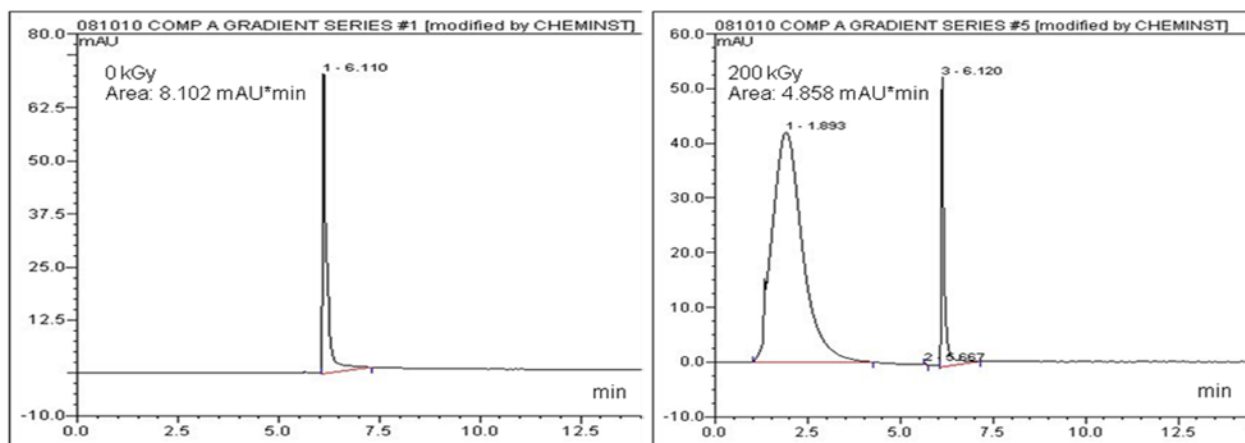 081010 COMP A GRADIENT SERIES #1 [modified by CHEMINST]
80.0
mAU
0 kGy
Area: 8.102 mAU*min
1 - 6.110
62.5
50.0
37.5
25.0
12.5
-10.0
min
0.0 2.5 5.0 7.5 10.0 12.5
081010 COMP A GRADIENT SERIES #5 [modified by CHEMINST]
60.0
mAU
200 kGy
Area: 4.858 mAU*min
3 - 6.120
1 - 1.893
50.0
40.0
30.0
20.0
10.0
0.0
2 - 5.667
-10.0
min
0.0 2.5 5.0 7.5 10.0 12.5